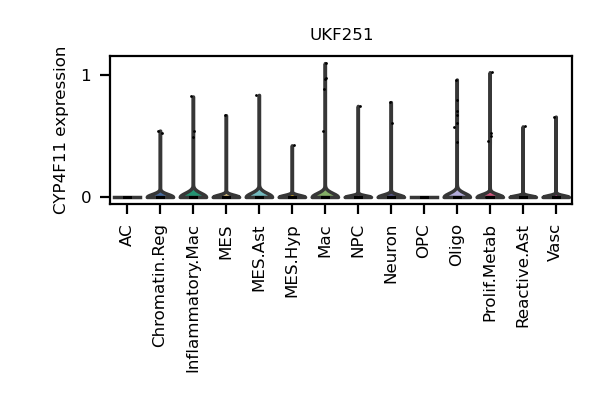 UKF251
CYP4F11 expression
1
0
AC
Chromatin.Reg
Inflammatory.Mac
MES
MES.Ast
MES.Hyp
Mac
NPC
Neuron
OPC
Oligo
Prolif.Metab
Reactive.Ast
Vasc